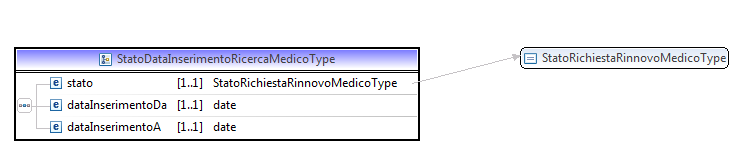 StatoDataInserimentoRicercaMedicoType
StatoRichiestaRinnovoMedicoType
stato [1..1] StatoRichiestaRinnovoMedicoType
dataInserimentoDa [1..1] date
dataInserimentoA [1..1] date